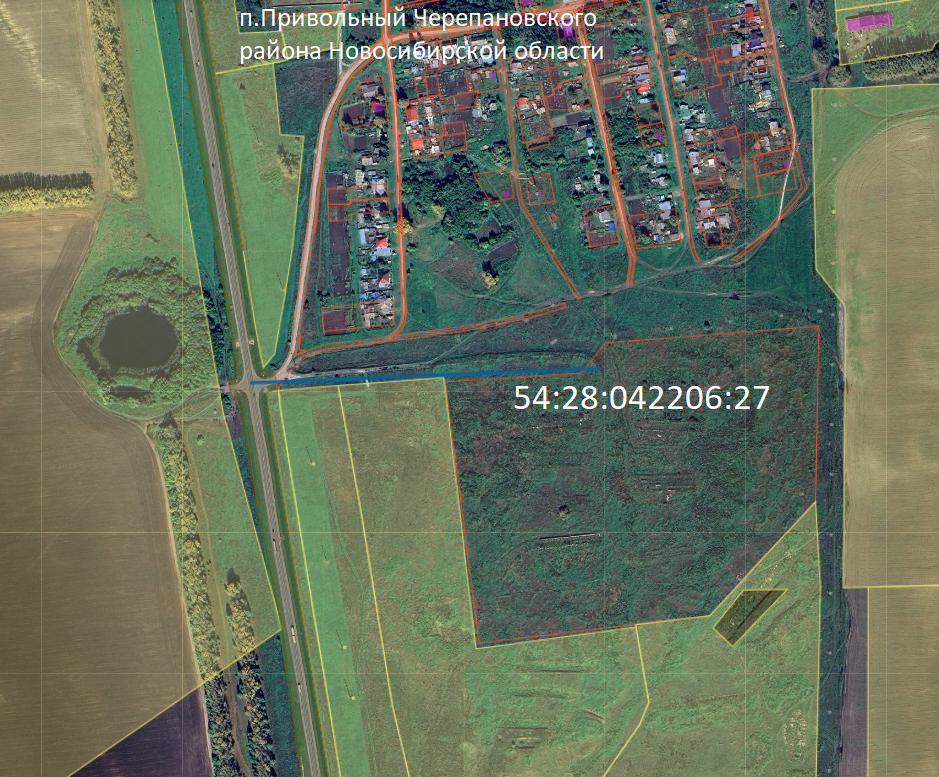 п.Привольный Черепановского
района Новосибирской области
54:28:042206:27